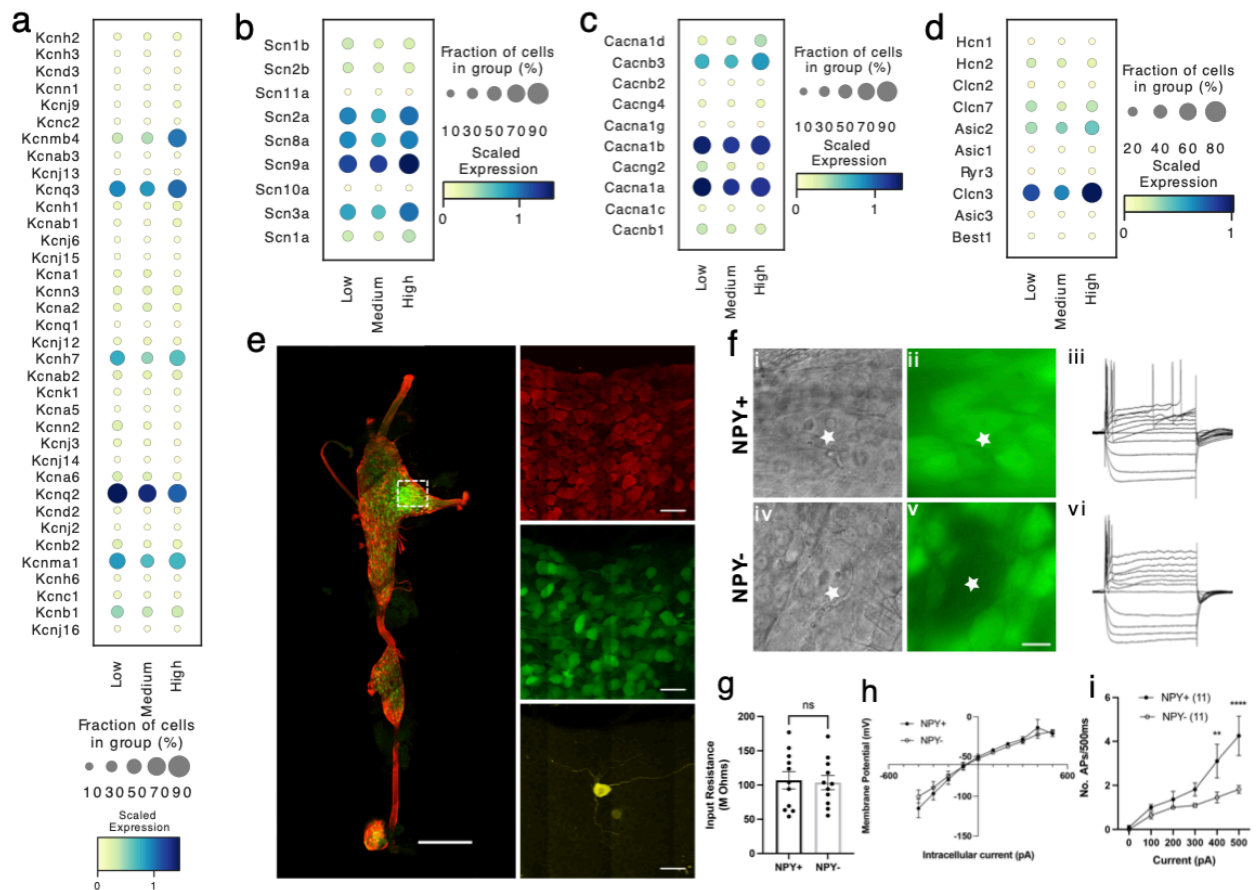 a
Kcnh2
Kcnh3
Kcnd3
Kcnn1
Kcnj9
Kcnc2
Kcnmb4
Kcnab3
Kcnj13
Kcnq3
Kcnh1
Kcnab1
Kcnj6
Kcnj15
Kcna1
Kcnn3
Kcna2
Kcnq1
Kcnj12
Kcnh7
Kcnab2
Kcnk1
Kcna5
Kcnn2
Kcnj3
Kcnj14
Kcna6
Kcnq2
Kcnd2
Kcnj2
Kcnb2
Kcnma1
Kcnh6
Kcnc1
Kcnb1
Kcnj16
Low
Medium
High
Fraction of cells
in group (%)
10 30 50 70 90
Scaled
Expression
0 1
b
Scn1b
Scn2b
Scn11a
Scn2a
Scn8a
Scn9a
Scn10a
Scn3a
Scn1a
Low
Medium
High
Fraction of cells
in group (%)
10 30 50 70 90
Scaled
Expression
0 1
c
Cacna1d
Cacnb3
Cacnb2
Cacng4
Cacna1g
Cacna1b
Cacng2
Cacna1a
Cacna1c
Cacnb1
Low
Medium
High
Fraction of cells
in group (%)
10 30 50 70 90
Scaled
Expression
0 1
d
Hcn1
Hcn2
Clcn2
Clcn7
Asic2
Asic1
Ryr3
Clcn3
Asic3
Best1
Low
Medium
High
Fraction of cells
in group (%)
20 40 60 80
Scaled
Expression
0 1
e
f
NPY+
i
ii
iii
NPY-
iv
v
vi
g
ns
Input Resistance
(M Ohms)
200
150
100
50
0
NPY+ NPY-
h
NPY+
NPY-
Membrane Potential (mV)
0
-50
-100
-150
-600
600
Intracellular current (pA)
i
NPY+ (11)
NPY- (11)
**
****
No. APs/500ms
6
4
2
0
0 100 200 300 400 500
Current (pA)